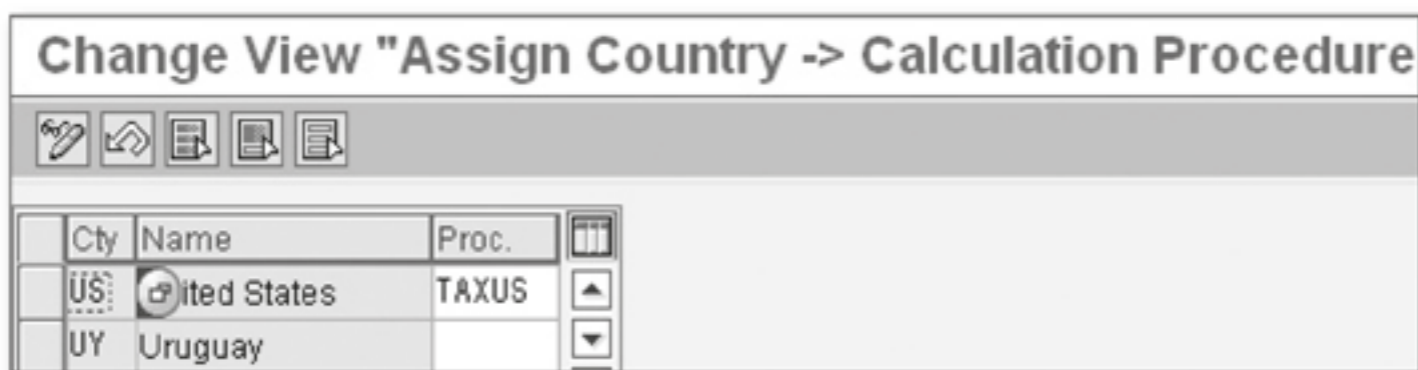 Change View "Assign Country -> Calculation Procedure
Cty Name Proc.
US ited States TAXUS
UY Uruguay